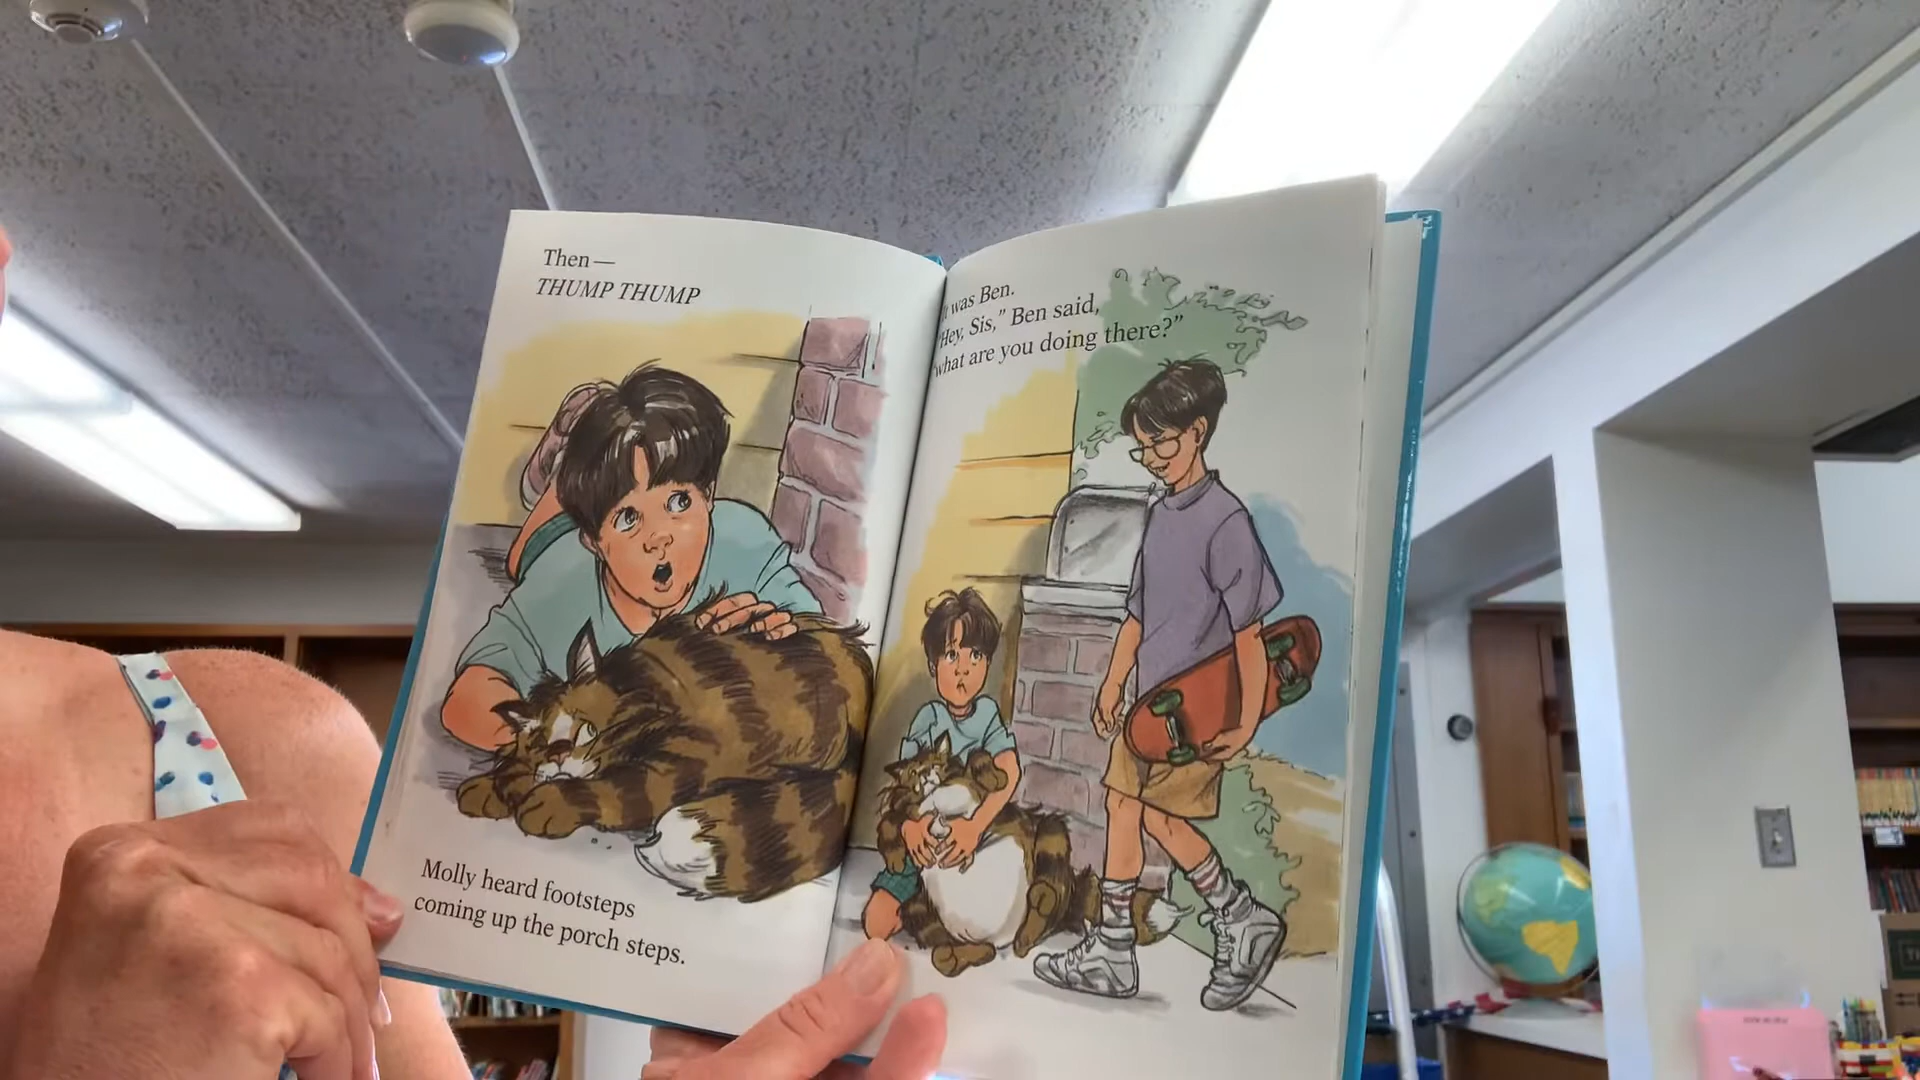 Then—
THUMP THUMP
Molly heard footsteps
coming up the porch steps.
It was Ben.
"Hey, Sis," Ben said,
"what are you doing there?"